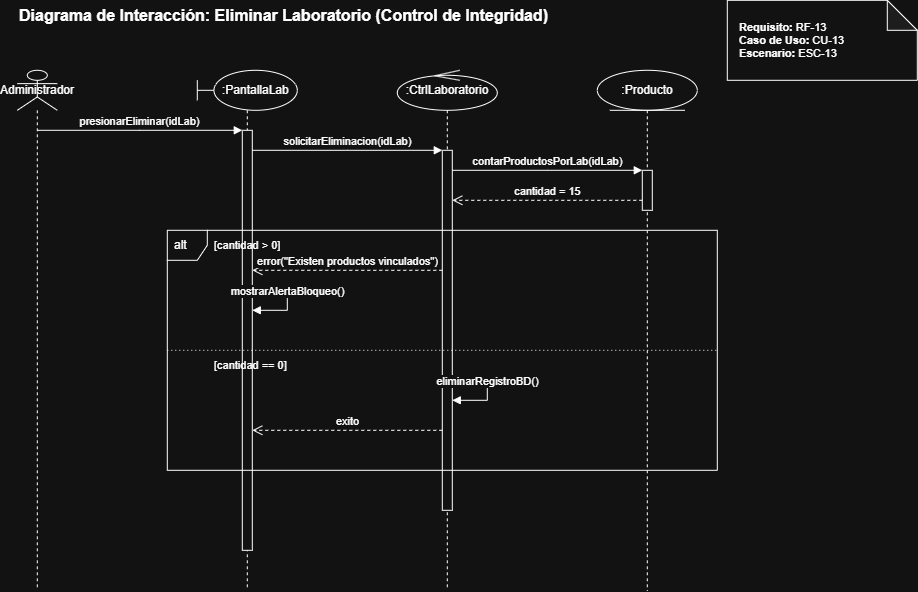 Diagrama de Interacción: Eliminar Laboratorio (Control de Integridad)
Requisito: RF-13
Caso de Uso: CU-13
Escenario: ESC-13
Administrador
:PantallaLab
:CtrlLaboratorio
:Producto
presionarEliminar(idLab)
solicitarEliminacion(idLab)
contarProductosPorLab(idLab)
cantidad = 15
alt
[cantidad > 0]
error("Existen productos vinculados")
mostrarAlertaBloqueo()
[cantidad == 0]
eliminarRegistroBD()
exito